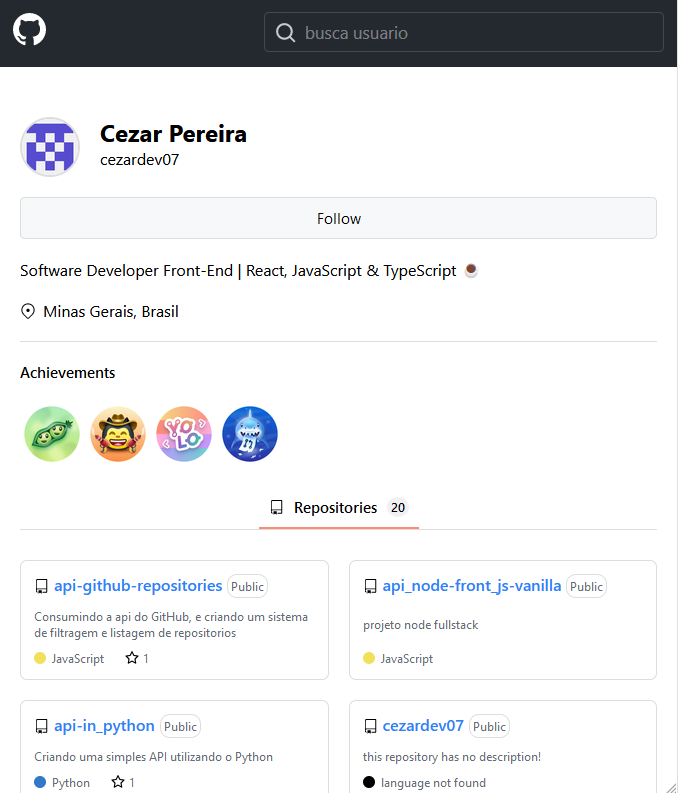 busca usuario
Cezar Pereira
cezardev07
Follow
Software Developer Front-End | React, JavaScript & TypeScript
Minas Gerais, Brasil
Achievements
YO
LO
Repositories 20
api-github-repositories Public
Consumindo a api do GitHub, e criando um sistema
de filtragem e listagem de repositorios
JavaScript 1
api_node-front_js-vanilla Public
projeto node fullstack
JavaScript
api-in_python Public
Criando uma simples API utilizando o Python
Python 1
cezardev07 Public
this repository has no description!
language not found